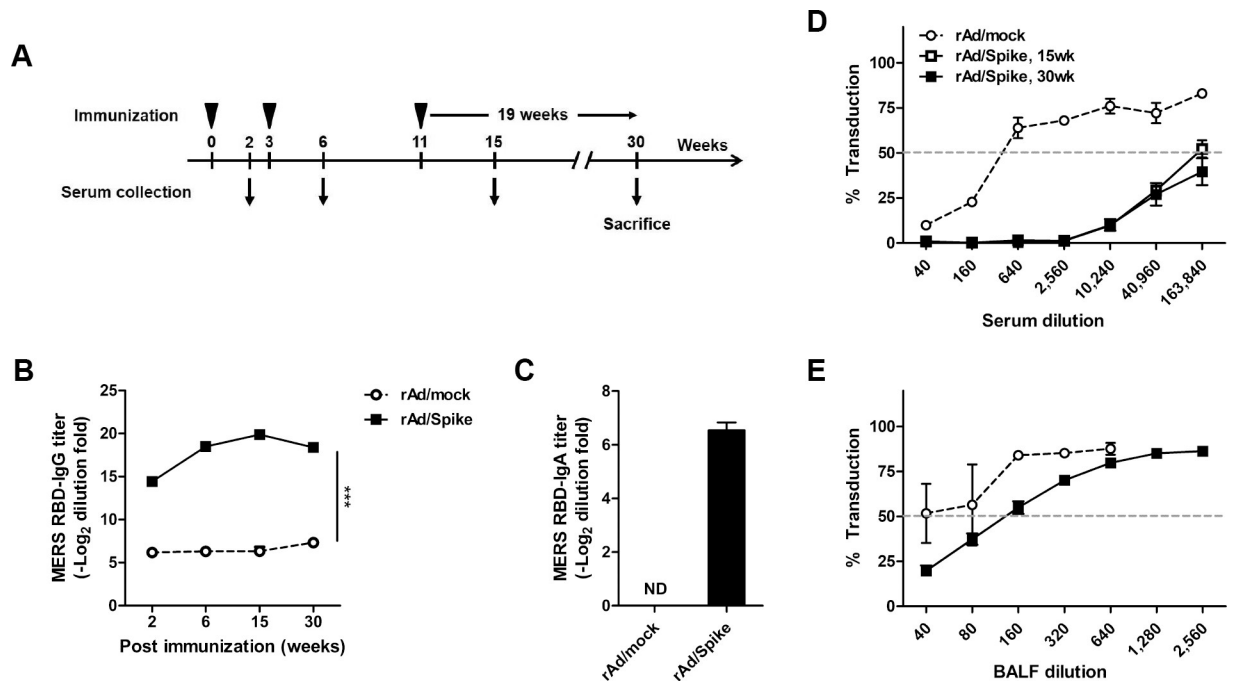 A
Immunization
19 weeks
0 2 3 6 11 15 30 Weeks
Serum collection
Sacrifice
B
rAd/mock
rAd/Spike
MERS RBD-IgG titer
(-Log2 dilution fold)
25
20
15
10
5
0
***
2 6 15 30
Post immunization (weeks)
C
MERS RBD-IgA titer
(-Log2 dilution fold)
8
6
4
2
0
ND
rAd/mock
rAd/Spike
D
rAd/mock
rAd/Spike, 15wk
rAd/Spike, 30wk
% Transduction
100
75
50
25
0
40 160 640 2,560 10,240 40,960 163,840
Serum dilution
E
% Transduction
100
75
50
25
0
40 80 160 320 640 1,280 2,560
BALF dilution